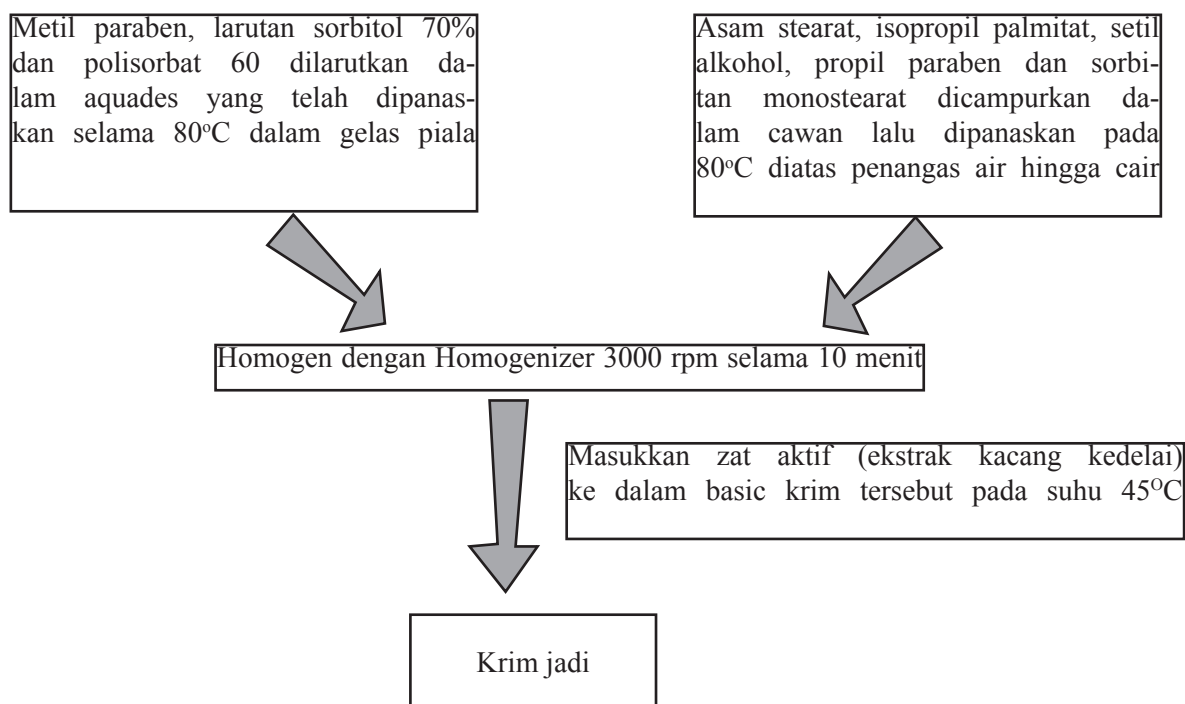 Metil paraben, larutan sorbitol 70%
dan polisorbat 60 dilarutkan da-
lam aquades yang telah dipanas-
kan selama 80°C dalam gelas piala
Asam stearat, isopropil palmitat, setil
alkohol, propil paraben dan sorbi-
tan monostearat dicampurkan da-
lam cawan lalu dipanaskan pada
80°C diatas penangas air hingga cair
Homogen dengan Homogenizer 3000 rpm selama 10 menit
Masukkan zat aktif (ekstrak kacang kedelai)
ke dalam basic krim tersebut pada suhu 45ᴼC
Krim jadi